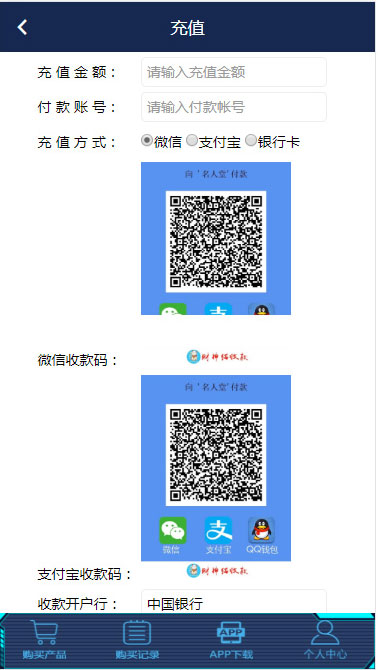 充值
充 值 金 额 ： 请输入充值金额
付 款 账 号 ： 请输入付款帐号
充 值 方 式 ： 微信 支付宝 银行卡
向 '名人堂'付款
微信收款码： 财神猫收款
向 '名人堂'付款
微信 支付宝 QQ钱包
支付宝收款码： 财神猫收款
收款开户行： 中国银行
购买产品 购买记录 APP APP下载 个人中心